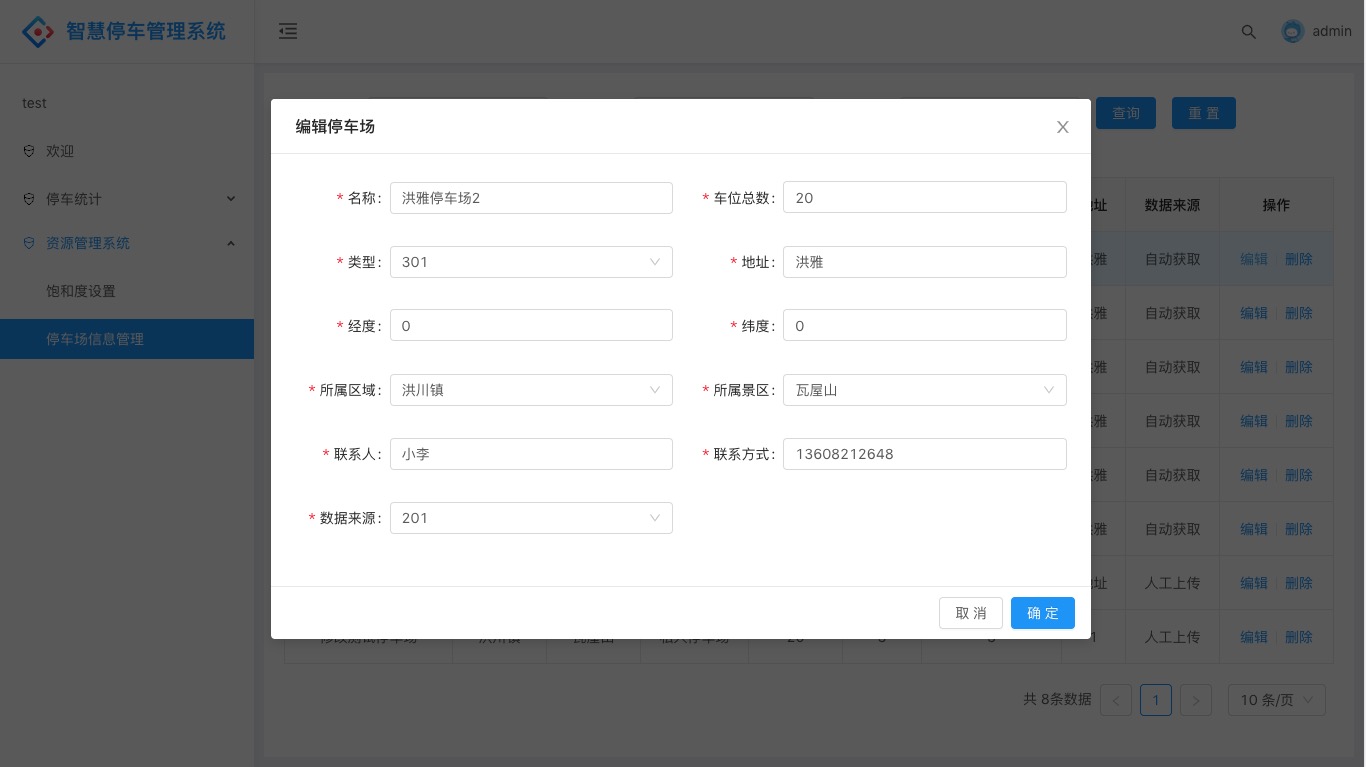 智慧停车管理系统
admin
test
欢迎
停车统计
资源管理系统
饱和度设置
停车场信息管理
查询
重 置
编辑停车场
* 名称:
洪雅停车场2
* 车位总数:
20
* 类型:
301
* 地址:
洪雅
* 经度:
0
* 纬度:
0
* 所属区域:
洪川镇
* 所属景区:
瓦屋山
* 联系人:
小李
* 联系方式:
13608212648
* 数据来源:
201
取 消
确 定
址 数据来源 操作
雅 自动获取 编辑 删除
雅 自动获取 编辑 删除
雅 自动获取 编辑 删除
雅 自动获取 编辑 删除
雅 自动获取 编辑 删除
雅 自动获取 编辑 删除
址 人工上传 编辑 删除
1 人工上传 编辑 删除
共 8条数据
1
10 条/页